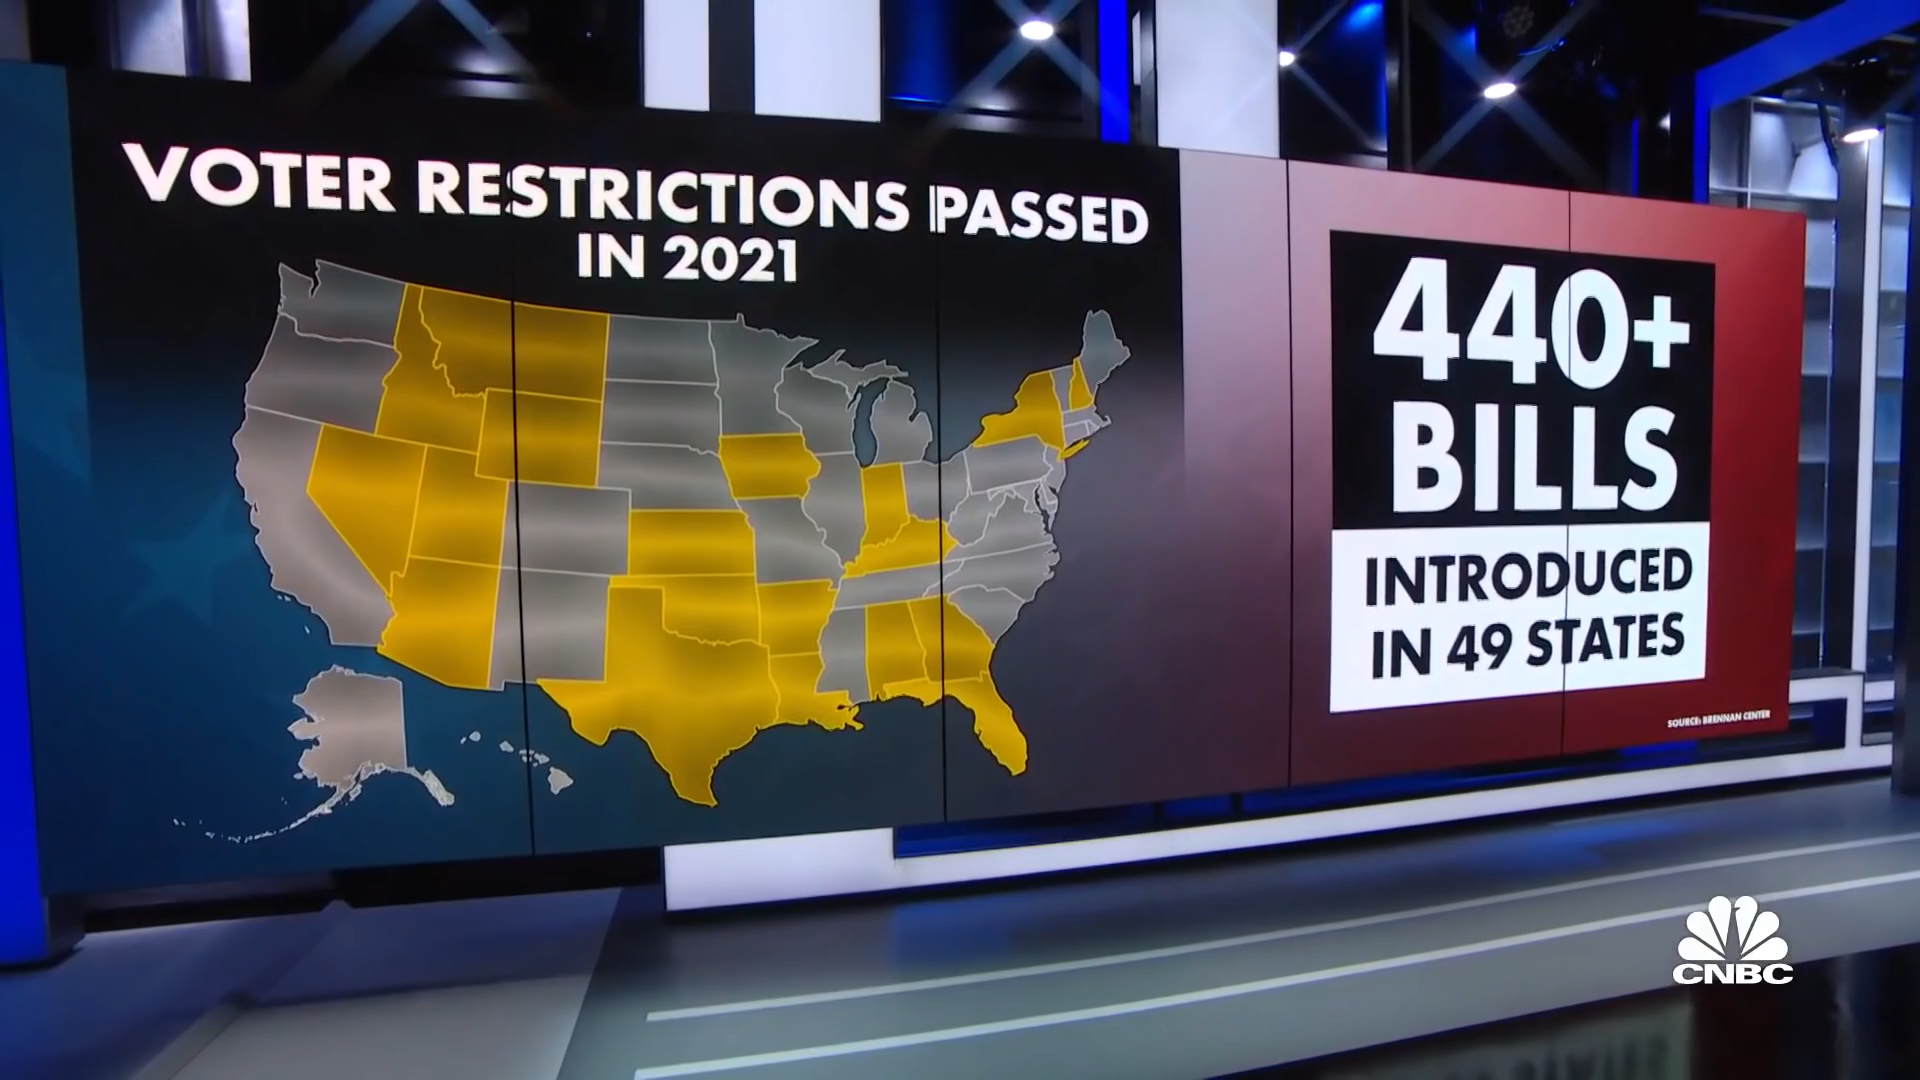 VOTER RESTRICTIONS PASSED
IN 2021
440+
BILLS
INTRODUCED
IN 49 STATES
SOURCE: BRENNAN CENTER
CNBC